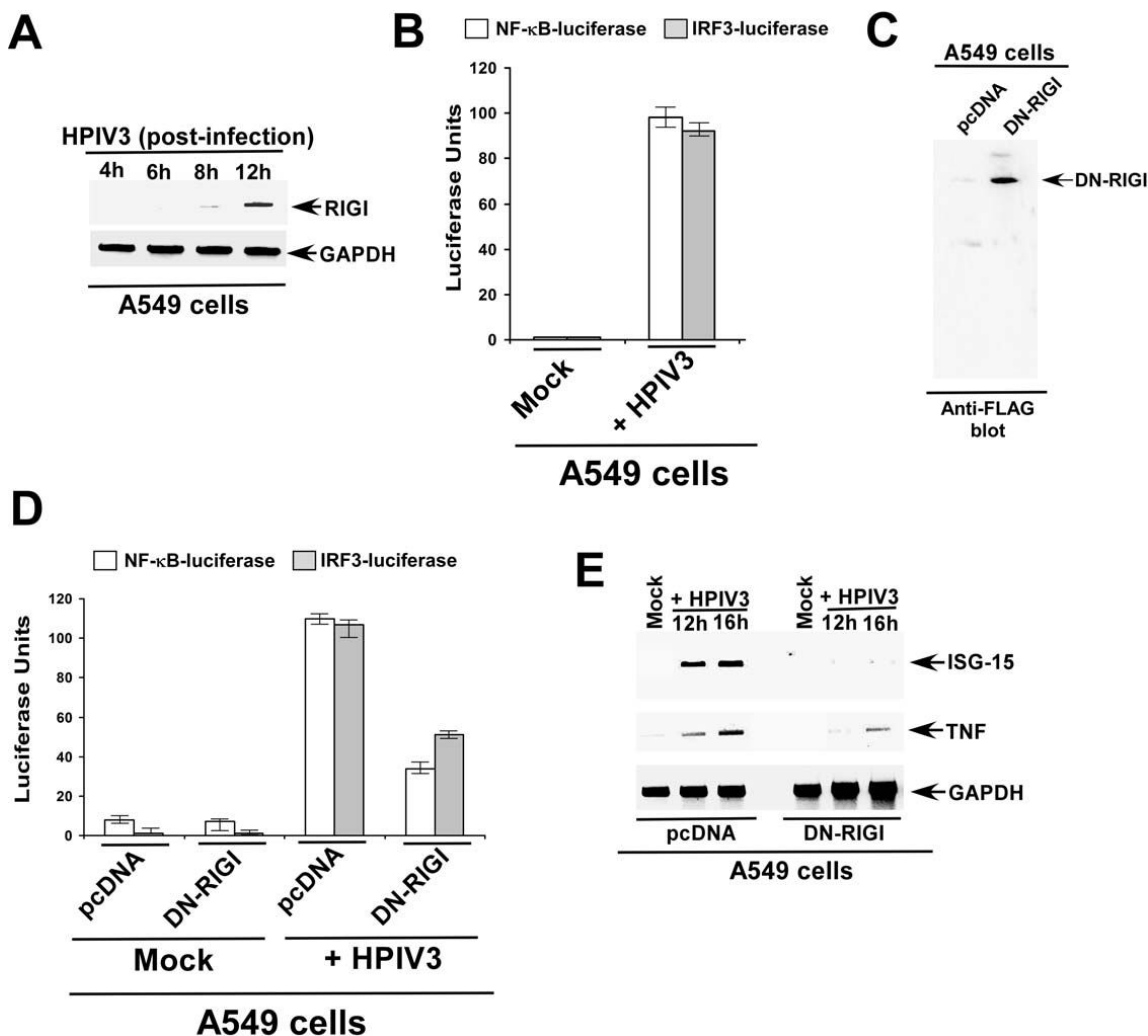 A
HPIV3 (post-infection)
4h 6h 8h 12h
RIGI
GAPDH
A549 cells
B
NF-κB-luciferase IRF3-luciferase
Luciferase Units
120
100
80
60
40
20
0
Mock
+ HPIV3
A549 cells
C
A549 cells
pcDNA
DN-RIGI
DN-RIGI
Anti-FLAG
blot
D
NF-κB-luciferase IRF3-luciferase
Luciferase Units
120
100
80
60
40
20
0
pcDNA
DN-RIGI
pcDNA
DN-RIGI
Mock
+ HPIV3
A549 cells
E
Mock
+ HPIV3
12h 16h
Mock
+ HPIV3
12h 16h
ISG-15
TNF
GAPDH
pcDNA
DN-RIGI
A549 cells